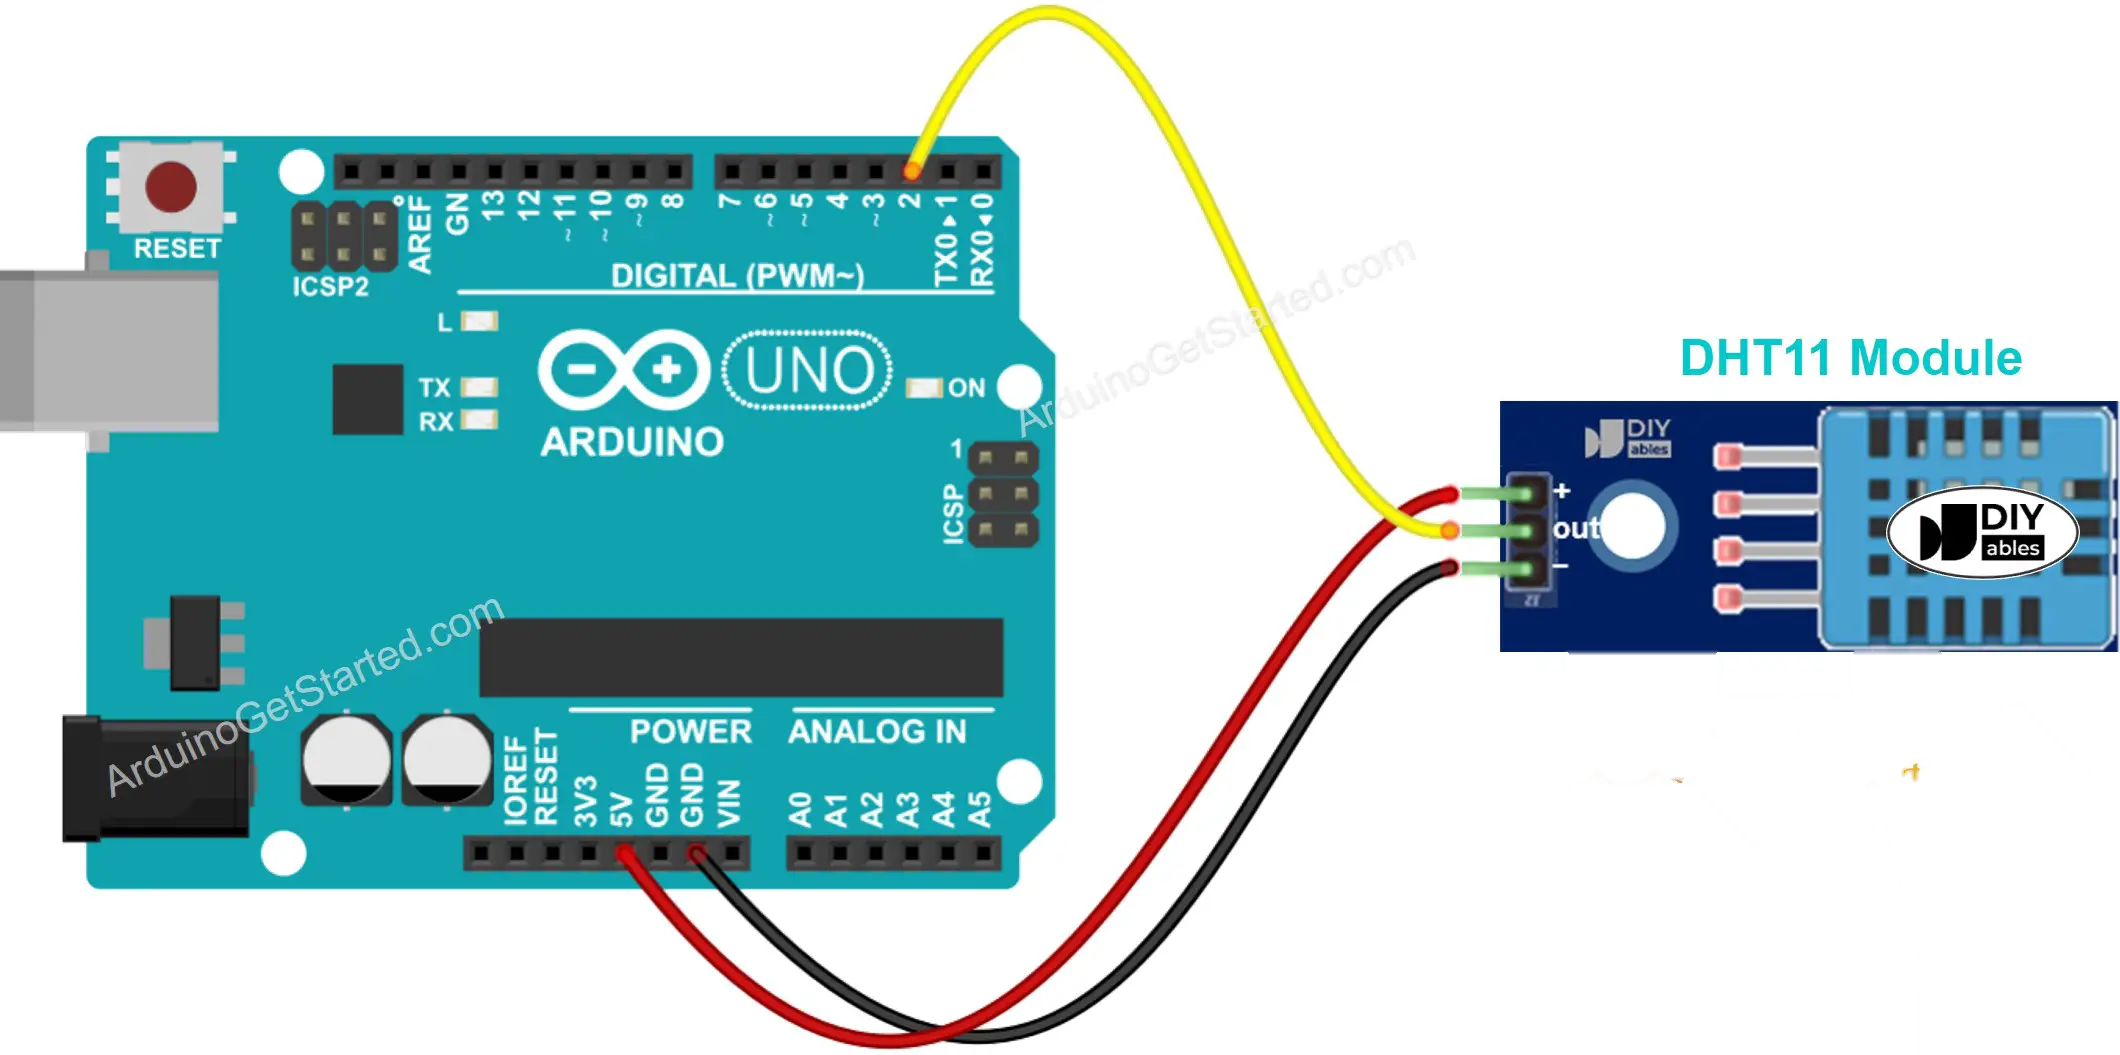 RESET
ICSP2
AREF
GN
13
12
~11
~10
~9
8
7
~6
~5
4
~3
2
TX0▸1
RX0◂0
DIGITAL (PWM~)
L
TX
RX
UNO
ON
ARDUINO
1
ICSP
ArduinoGetStarted.com
DHT11 Module
DIY
ables
+
out
−
J2
DIY
ables
ArduinoGetStarted.com
POWER
ANALOG IN
IOREF
RESET
3V3
5V
GND
GND
VIN
A0
A1
A2
A3
A4
A5